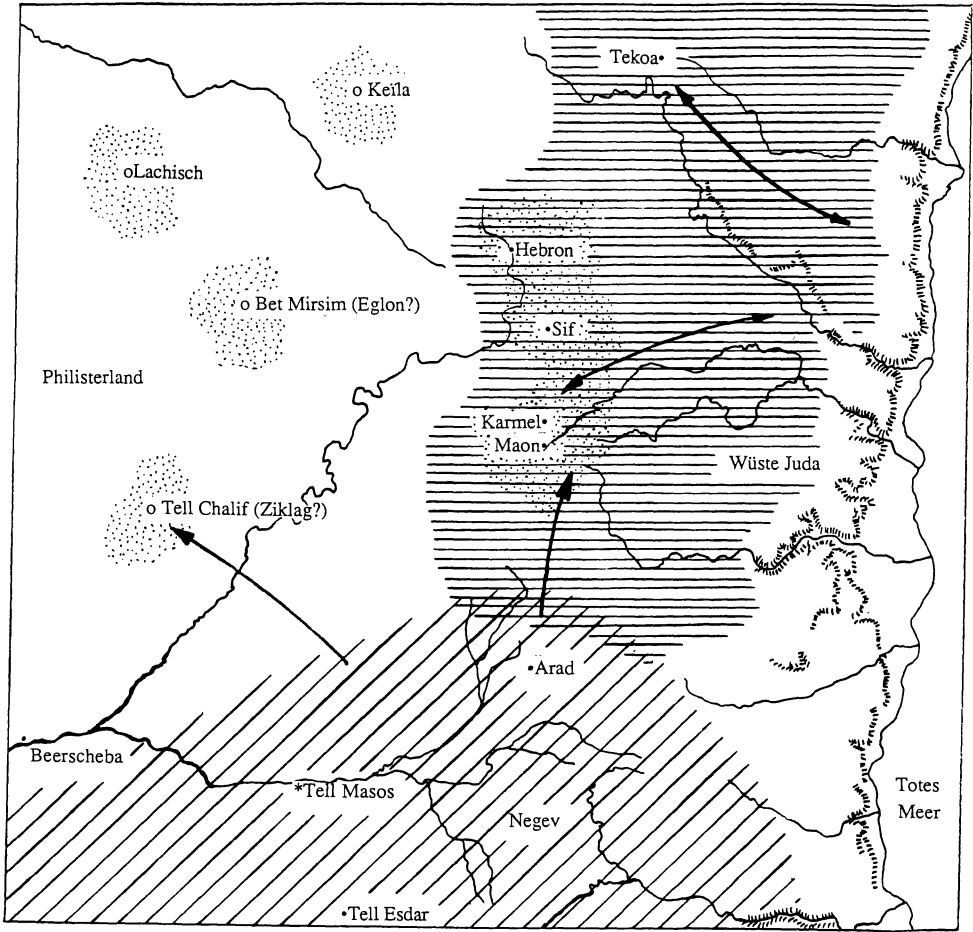 Tekoa
Keïla
Lachisch
Hebron
Bet Mirsim (Eglon?)
Sif
Philisterland
Karmel
Maon
Wüste Juda
Tell Chalif (Ziklag?)
Arad
Beerscheba
*Tell Masos
Totes
Meer
Negev
Tell Esdar